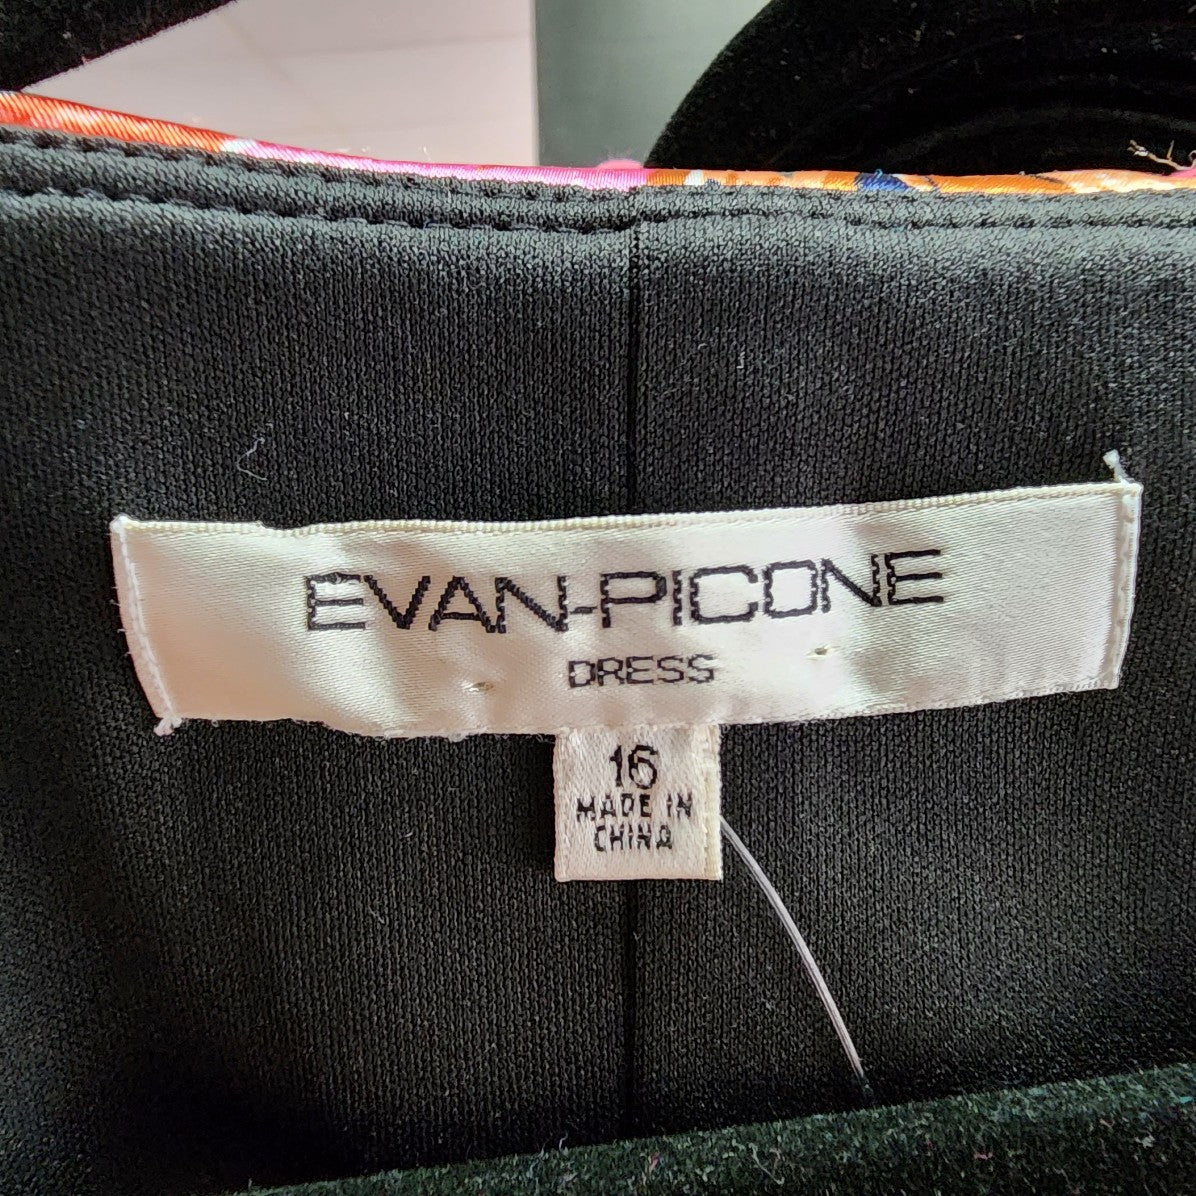 EVAN-PICONE
DRESS
16
MADE IN
CHINA